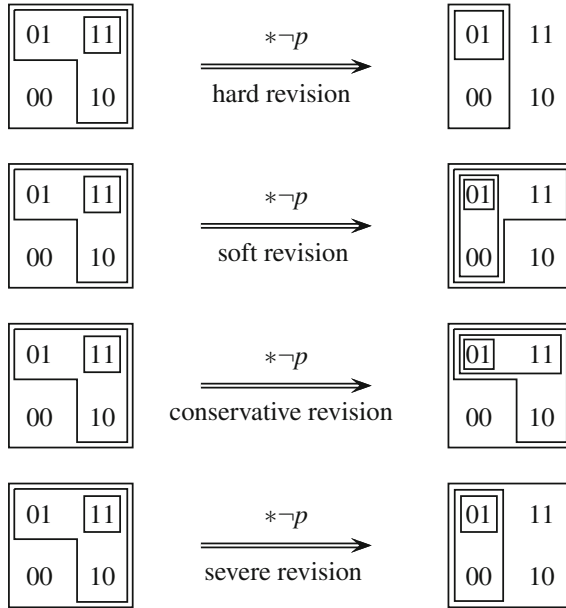 01 11 ∗¬p 01 11
00 10 hard revision 00 10
01 11 ∗¬p 01 11
00 10 soft revision 00 10
01 11 ∗¬p 01 11
00 10 conservative revision 00 10
01 11 ∗¬p 01 11
00 10 severe revision 00 10